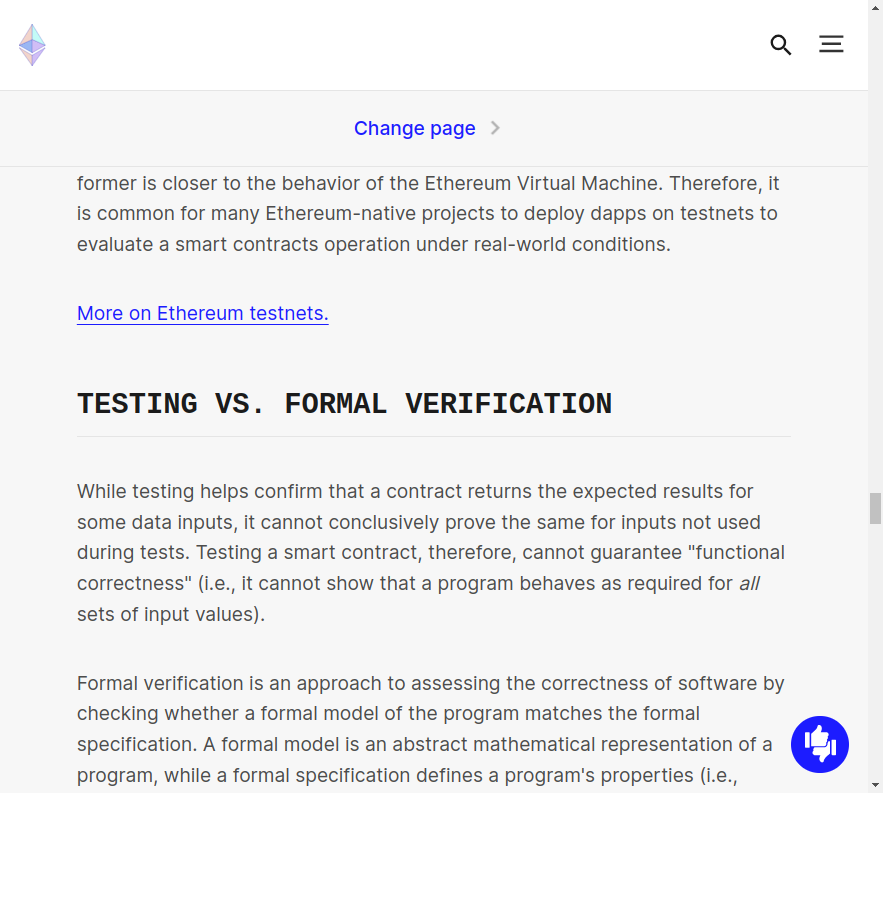 Change page
former is closer to the behavior of the Ethereum Virtual Machine. Therefore, it
is common for many Ethereum-native projects to deploy dapps on testnets to
evaluate a smart contracts operation under real-world conditions.
More on Ethereum testnets.
TESTING VS. FORMAL VERIFICATION
While testing helps confirm that a contract returns the expected results for
some data inputs, it cannot conclusively prove the same for inputs not used
during tests. Testing a smart contract, therefore, cannot guarantee "functional
correctness" (i.e., it cannot show that a program behaves as required for all
sets of input values).
Formal verification is an approach to assessing the correctness of software by
checking whether a formal model of the program matches the formal
specification. A formal model is an abstract mathematical representation of a
program, while a formal specification defines a program's properties (i.e.,